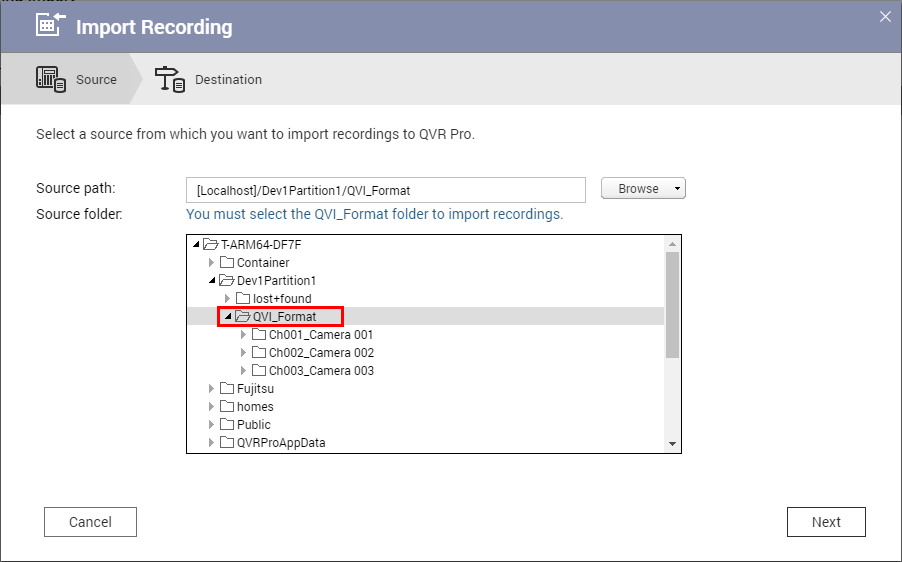 Import Recording
Source
Destination
Select a source from which you want to import recordings to QVR Pro.
Source path: [Localhost]/Dev1Partition1/QVI_Format Browse
Source folder: You must select the QVI_Format folder to import recordings.
T-ARM64-DF7F
Container
Dev1Partition1
lost+found
QVI_Format
Ch001_Camera 001
Ch002_Camera 002
Ch003_Camera 003
Fujitsu
homes
Public
QVRProAppData
Cancel
Next